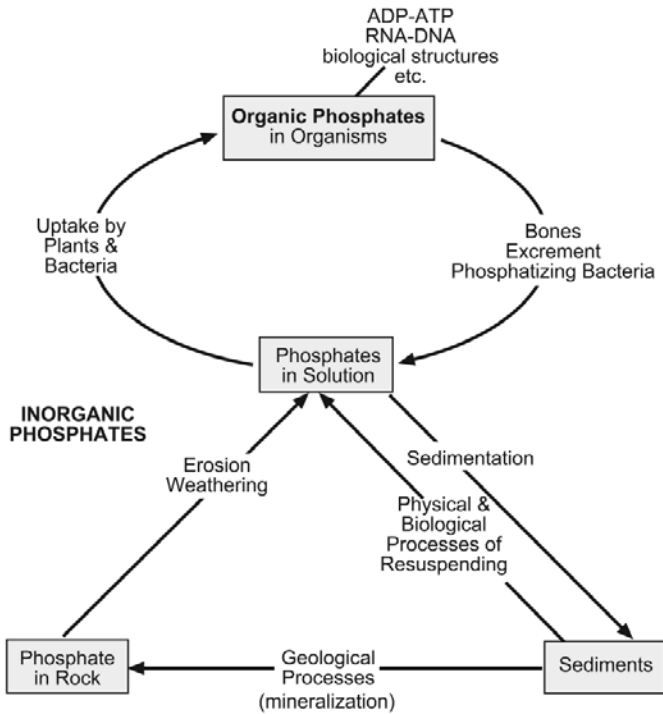 ADP-ATP
RNA-DNA
biological structures
etc.
Organic Phosphates
in Organisms
Uptake by
Plants &
Bacteria
Bones
Excrement
Phosphatizing Bacteria
Phosphates
in Solution
INORGANIC
PHOSPHATES
Erosion
Weathering
Sedimentation
Physical &
Biological
Processes of
Resuspending
Phosphate
in Rock
Geological
Processes
(mineralization)
Sediments